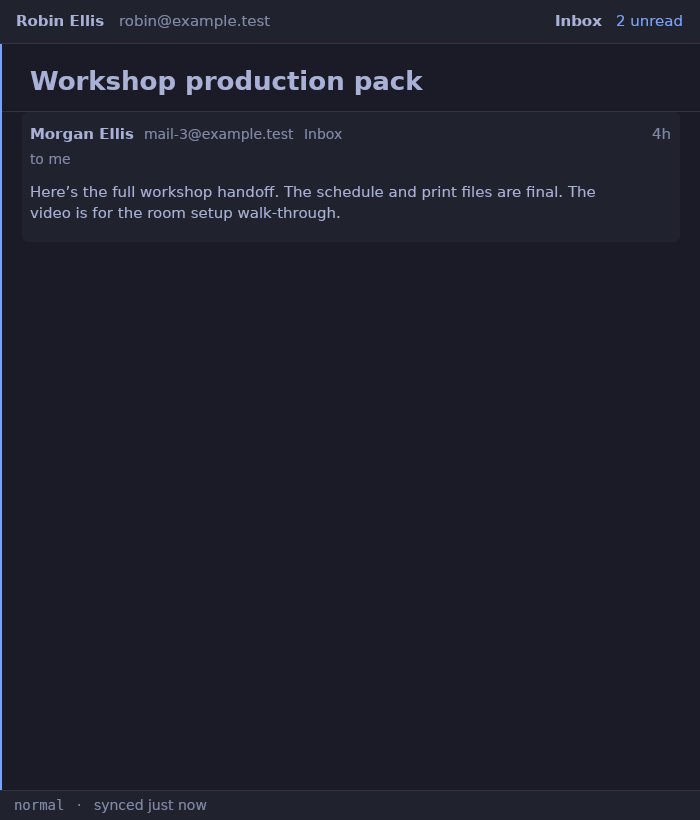 Robin Ellis robin@example.test Inbox 2 unread
Workshop production pack
Morgan Ellis mail-3@example.test Inbox 4h
to me
Here’s the full workshop handoff. The schedule and print files are final. The
video is for the room setup walk-through.
normal · synced just now